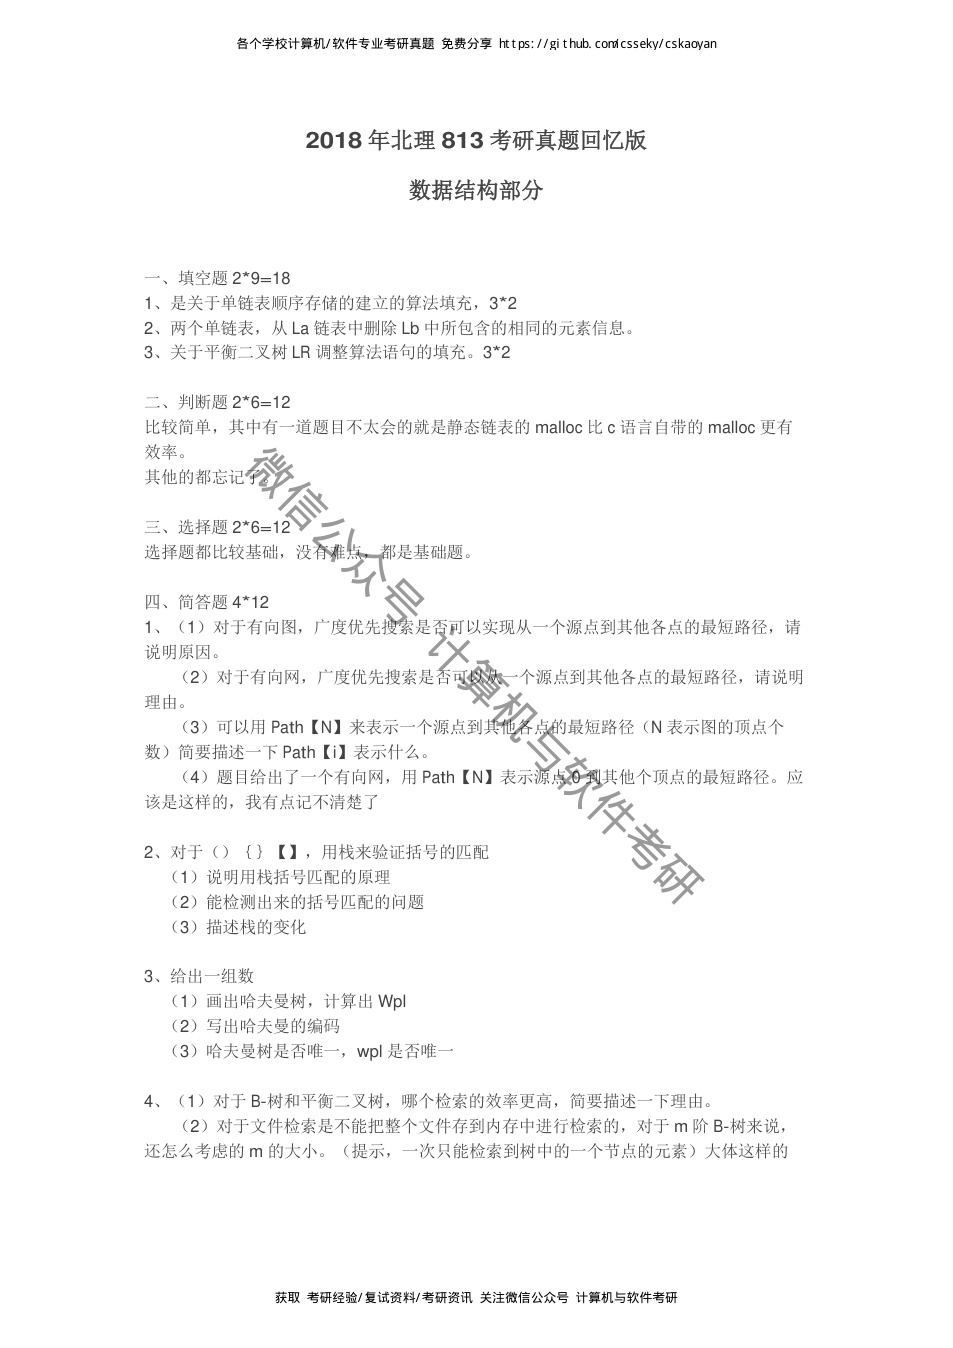 各个学校计算机/软件专业考研真题 免费分享 https://github.com/csseky/cskaoyan
2018 年北理 813 考研真题回忆版
数据结构部分
一、填空题 2*9=18
1、是关于单链表顺序存储的建立的算法填充，3*2
2、两个单链表，从 La 链表中删除 Lb 中所包含的相同的元素信息。
3、关于平衡二叉树 LR 调整算法语句的填充。3*2
二、判断题 2*6=12
比较简单，其中有一道题目不太会的就是静态链表的 malloc 比 c 语言自带的 malloc 更有
效率。
其他的都忘记了。
三、选择题 2*6=12
选择题都比较基础，没有难点，都是基础题。
四、简答题 4*12
1、（1）对于有向图，广度优先搜索是否可以实现从一个源点到其他各点的最短路径，请
说明原因。
（2）对于有向网，广度优先搜索是否可以从一个源点到其他各点的最短路径，请说明
理由。
（3）可以用 Path【N】来表示一个源点到其他各点的最短路径（N 表示图的顶点个
数）简要描述一下 Path【i】表示什么。
（4）题目给出了一个有向网，用 Path【N】表示源点 0 到其他个顶点的最短路径。应
该是这样的，我有点记不清楚了
2、对于（）｛｝【】，用栈来验证括号的匹配
（1）说明用栈括号匹配的原理
（2）能检测出来的括号匹配的问题
（3）描述栈的变化
3、给出一组数
（1）画出哈夫曼树，计算出 Wpl
（2）写出哈夫曼的编码
（3）哈夫曼树是否唯一，wpl 是否唯一
4、（1）对于 B-树和平衡二叉树，哪个检索的效率更高，简要描述一下理由。
（2）对于文件检索是不能把整个文件存到内存中进行检索的，对于 m 阶 B-树来说，
还怎么考虑的 m 的大小。（提示，一次只能检索到树中的一个节点的元素）大体这样的
微信公众号 计算机与软件考研
获取 考研经验/复试资料/考研资讯 关注微信公众号 计算机与软件考研